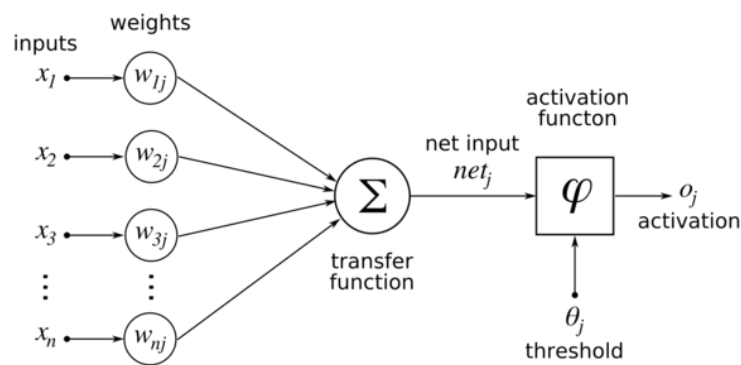 inputs
weights
x₁
w₁ⱼ
x₂
w₂ⱼ
x₃
w₃ⱼ
⋮
⋮
xₙ
wₙⱼ
Σ
transfer
function
net input
netⱼ
activation
functon
φ
oⱼ
activation
θⱼ
threshold